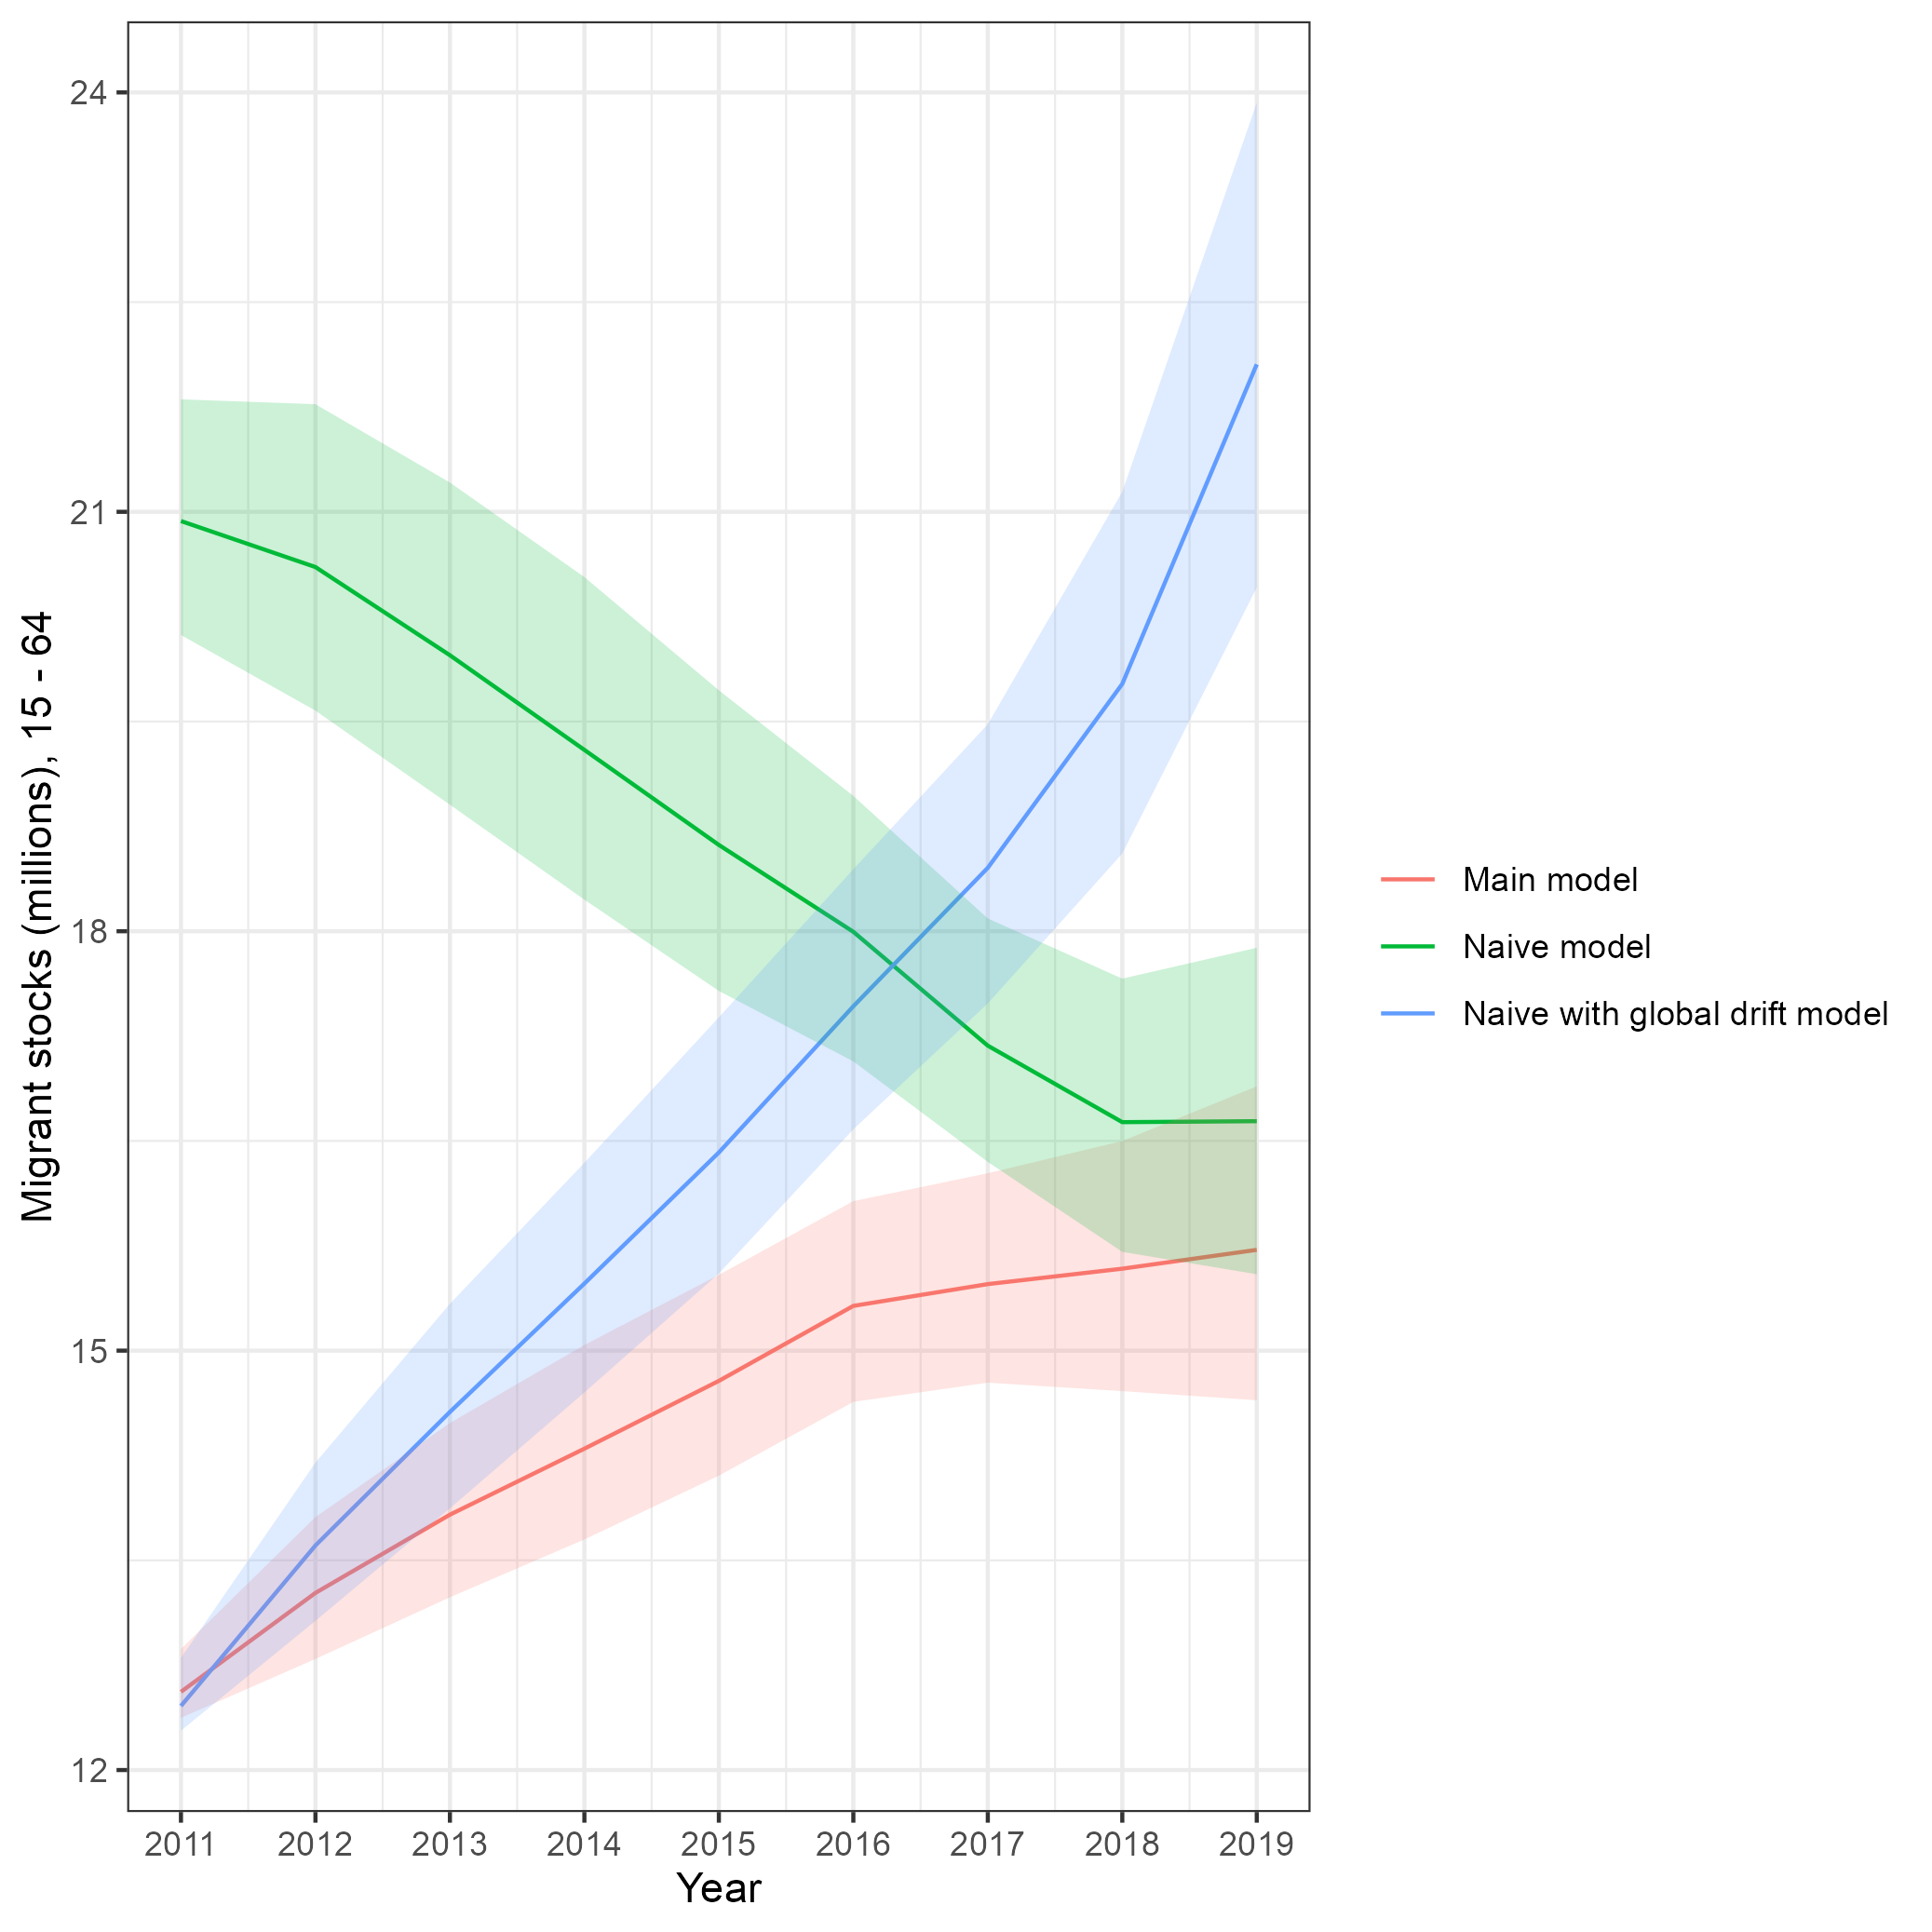 24
21
18
15
12
Migrant stocks (millions), 15 - 64
2011 2012 2013 2014 2015 2016 2017 2018 2019
Year
Main model
Naive model
Naive with global drift model